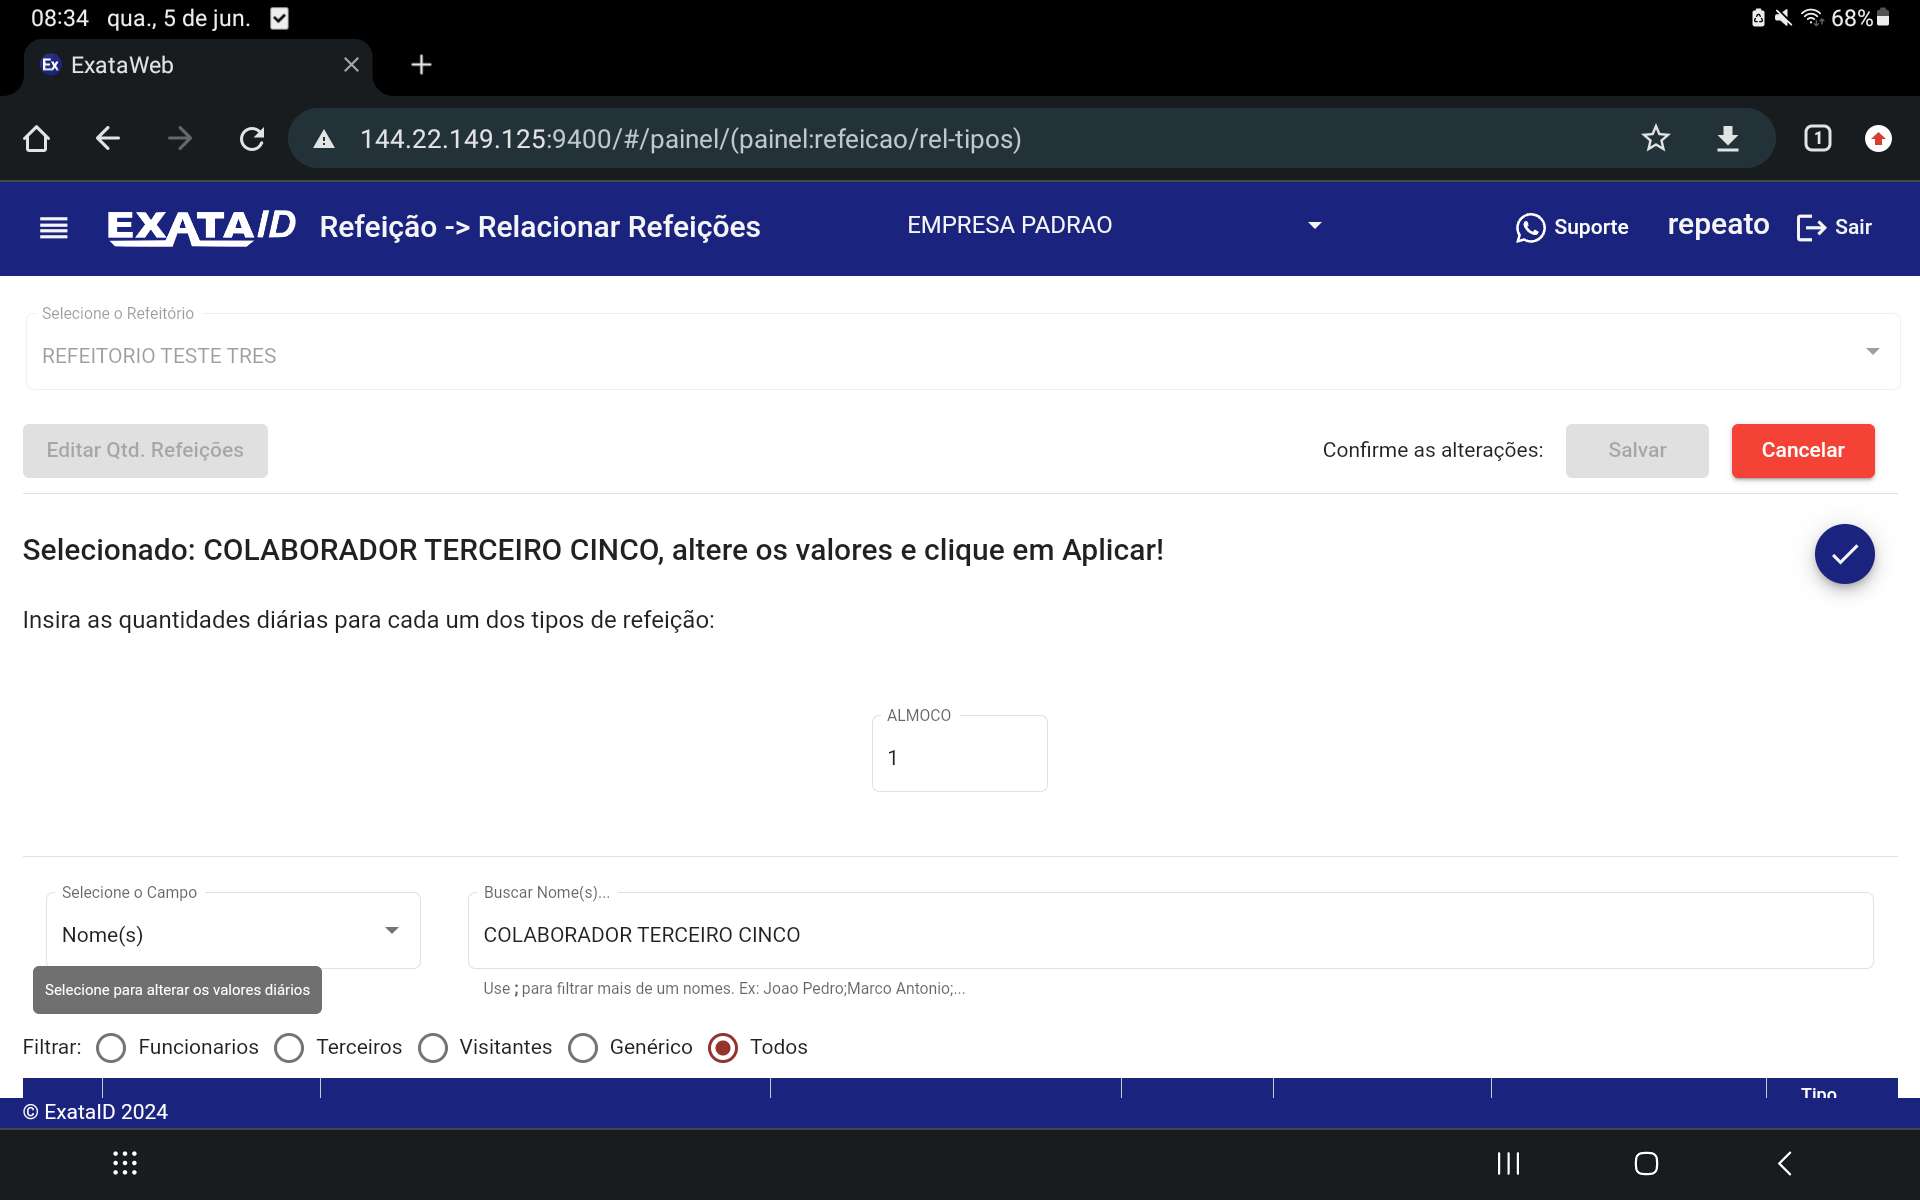 08:34 qua., 5 de jun. 68%
Ex ExataWeb
144.22.149.125:9400/#/painel/(painel:refeicao/rel-tipos) 1
EXATAID Refeição -> Relacionar Refeições EMPRESA PADRAO Suporte repeato Sair
Selecione o Refeitório
REFEITORIO TESTE TRES
Editar Qtd. Refeições Confirme as alterações: Salvar Cancelar
Selecionado: COLABORADOR TERCEIRO CINCO, altere os valores e clique em Aplicar!
Insira as quantidades diárias para cada um dos tipos de refeição:
ALMOCO
1
Selecione o Campo Buscar Nome(s)...
Nome(s) COLABORADOR TERCEIRO CINCO
Selecione para alterar os valores diários Use ; para filtrar mais de um nomes. Ex: Joao Pedro;Marco Antonio;...
Filtrar: Funcionarios Terceiros Visitantes Genérico Todos
Tipo
© ExataID 2024